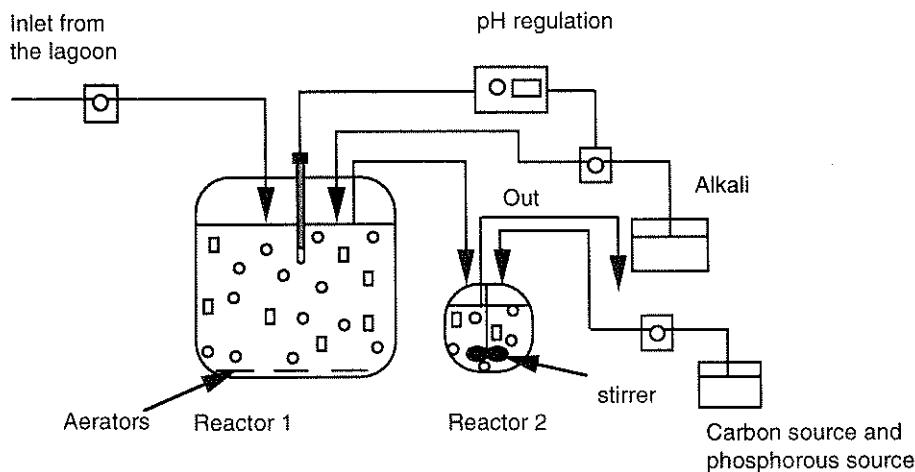 Inlet from
the lagoon
pH regulation
Alkali
Out
stirrer
Aerators
Reactor 1
Reactor 2
Carbon source and
phosphorous source